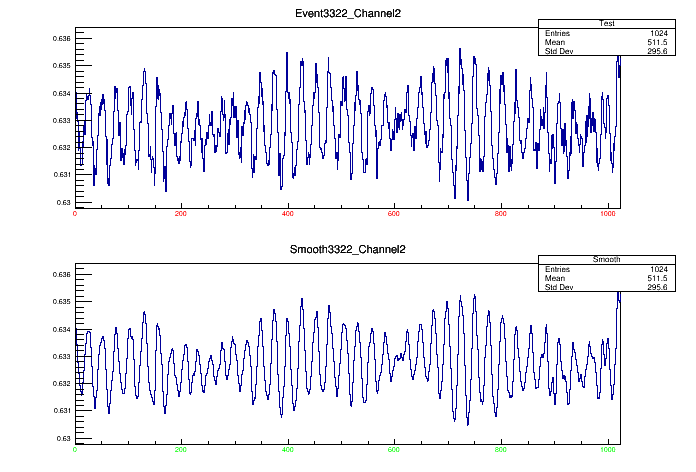 Event3322_Channel2
Test
Entries 1024
Mean 511.5
Std Dev 295.6
0.636
0.635
0.634
0.633
0.632
0.631
0.63
0 200 400 600 800 1000
Smooth3322_Channel2
Smooth
Entries 1024
Mean 511.5
Std Dev 295.6
0.636
0.635
0.634
0.633
0.632
0.631
0.63
0 200 400 600 800 1000